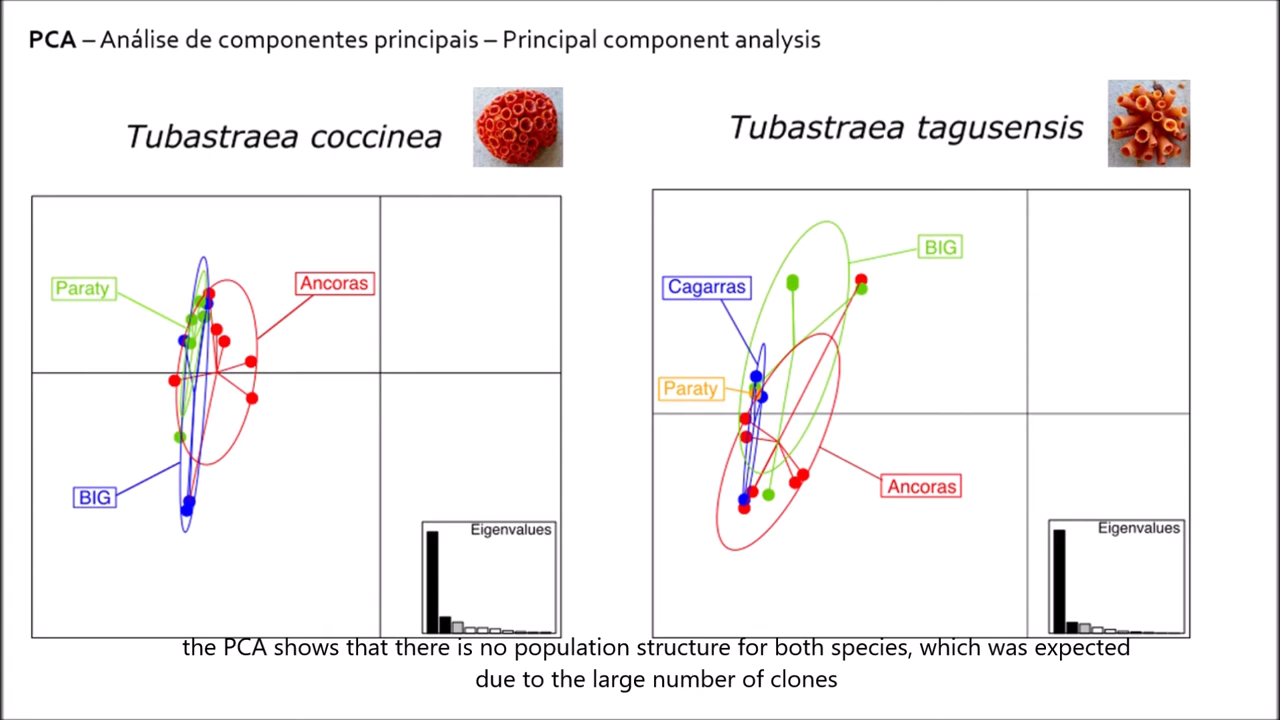 PCA – Análise de componentes principais – Principal component analysis
Tubastraea coccinea
Tubastraea tagusensis
Paraty
Ancoras
BIG
Eigenvalues
BIG
Cagarras
Paraty
Ancoras
Eigenvalues
the PCA shows that there is no population structure for both species, which was expected
due to the large number of clones